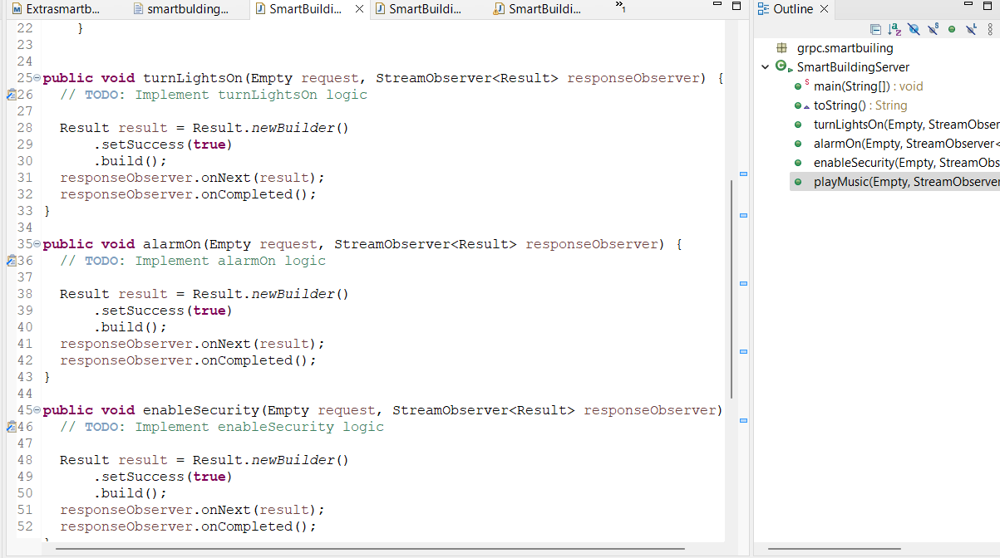 Extrasmartb...
smartbulding...
SmartBuildi...
SmartBuildi...
SmartBuildi...
»1
22 }
23
24
25 public void turnLightsOn(Empty request, StreamObserver<Result> responseObserver) {
26 // TODO: Implement turnLightsOn logic
27
28 Result result = Result.newBuilder()
29 .setSuccess(true)
30 .build();
31 responseObserver.onNext(result);
32 responseObserver.onCompleted();
33 }
34
35 public void alarmOn(Empty request, StreamObserver<Result> responseObserver) {
36 // TODO: Implement alarmOn logic
37
38 Result result = Result.newBuilder()
39 .setSuccess(true)
40 .build();
41 responseObserver.onNext(result);
42 responseObserver.onCompleted();
43 }
44
45 public void enableSecurity(Empty request, StreamObserver<Result> responseObserver)
46 // TODO: Implement enableSecurity logic
47
48 Result result = Result.newBuilder()
49 .setSuccess(true)
50 .build();
51 responseObserver.onNext(result);
52 responseObserver.onCompleted();
Outline
grpc.smartbuiling
SmartBuildingServer
main(String[]) : void
toString() : String
turnLightsOn(Empty, StreamObser
alarmOn(Empty, StreamObserver<
enableSecurity(Empty, StreamObs
playMusic(Empty, StreamObserver